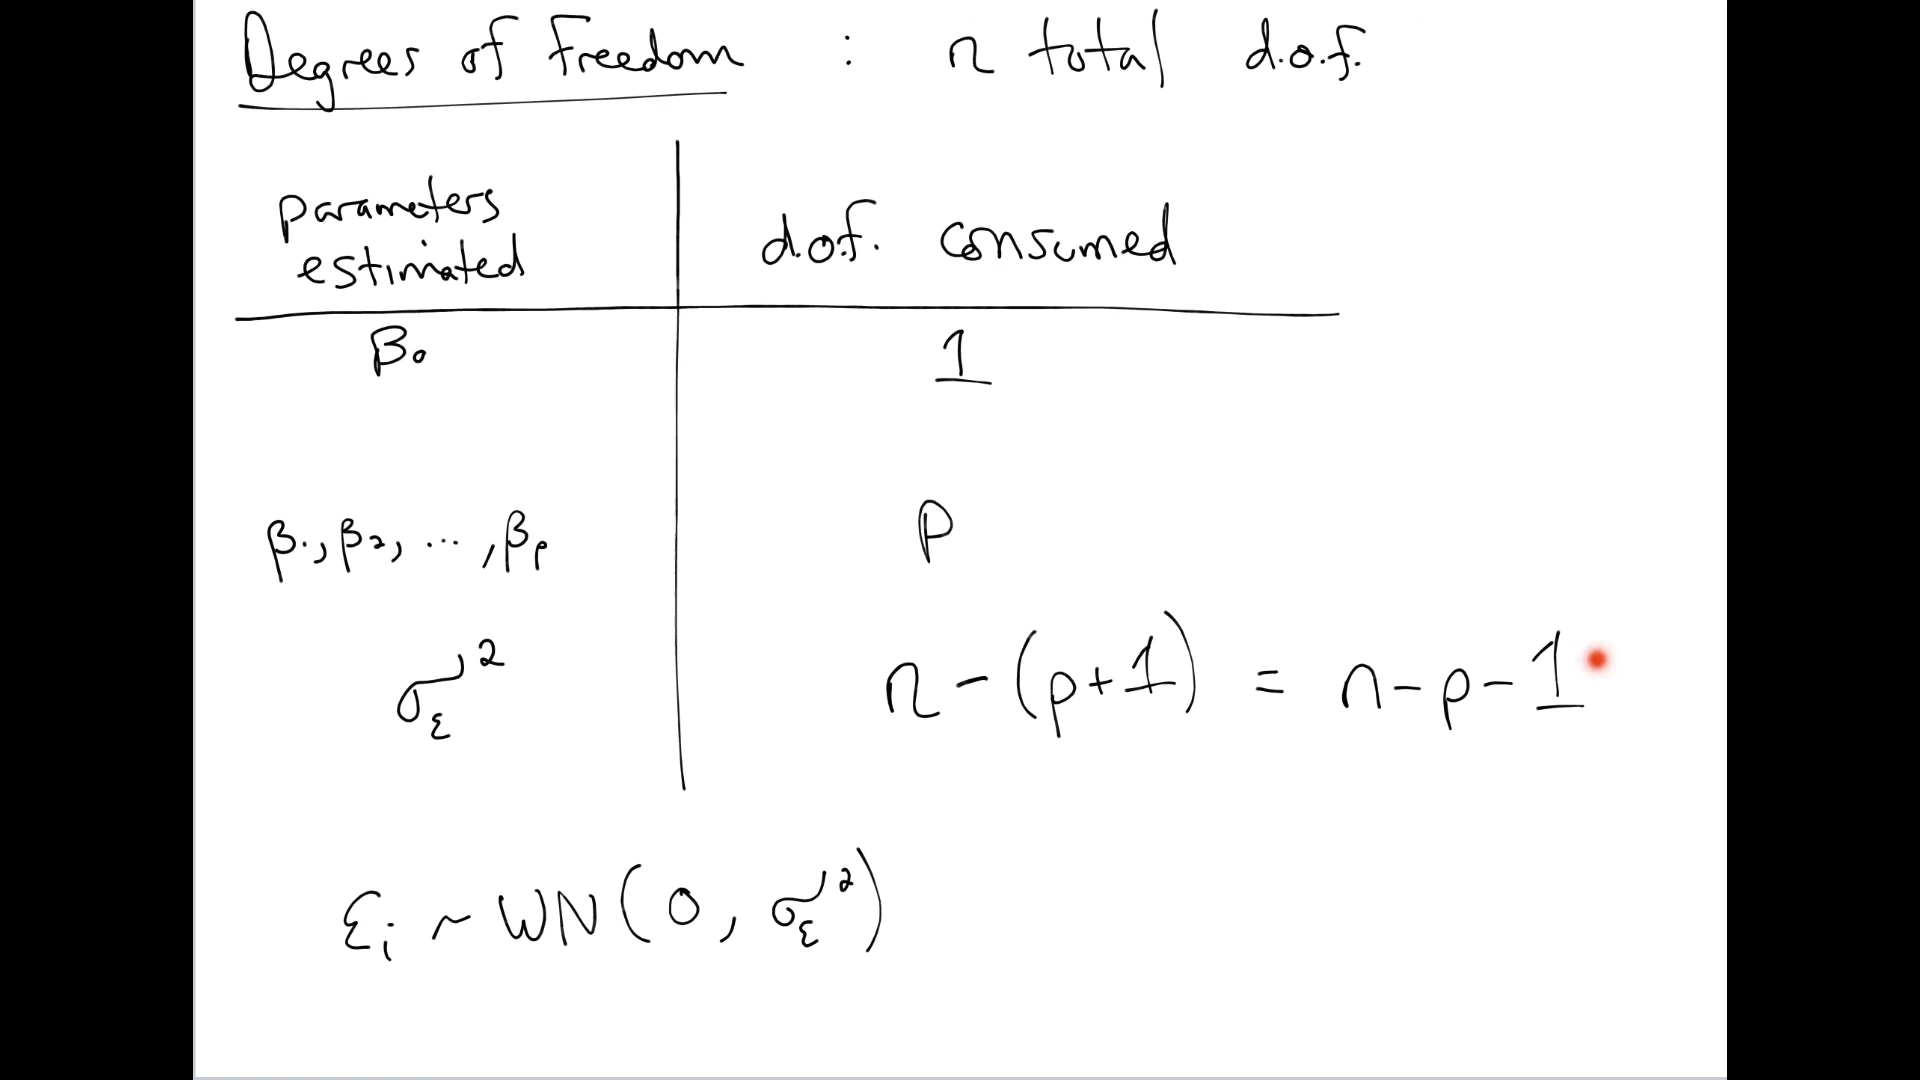 Degrees of Freedom : n total d.o.f.
parameters estimated
d.o.f. consumed
β₀ 1
β₁, β₂, ..., βₚ p
σ_ε² n - (p+1) = n - p - 1
ε_i ~ WN(0, σ_ε²)